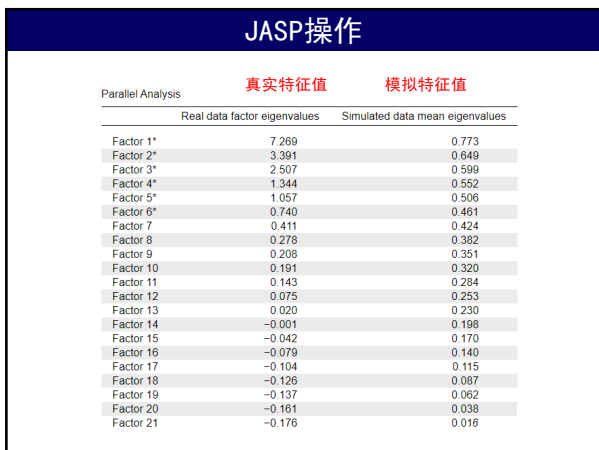 JASP操作
真实特征值 模拟特征值
Parallel Analysis
Real data factor eigenvalues Simulated data mean eigenvalues
Factor 1* 7.269 0.773
Factor 2* 3.391 0.649
Factor 3* 2.507 0.599
Factor 4* 1.344 0.552
Factor 5* 1.057 0.506
Factor 6* 0.740 0.461
Factor 7 0.411 0.424
Factor 8 0.278 0.382
Factor 9 0.208 0.351
Factor 10 0.191 0.320
Factor 11 0.143 0.284
Factor 12 0.075 0.253
Factor 13 0.020 0.230
Factor 14 −0.001 0.198
Factor 15 −0.042 0.170
Factor 16 −0.079 0.140
Factor 17 −0.104 0.115
Factor 18 −0.126 0.087
Factor 19 −0.137 0.062
Factor 20 −0.161 0.038
Factor 21 −0.176 0.016